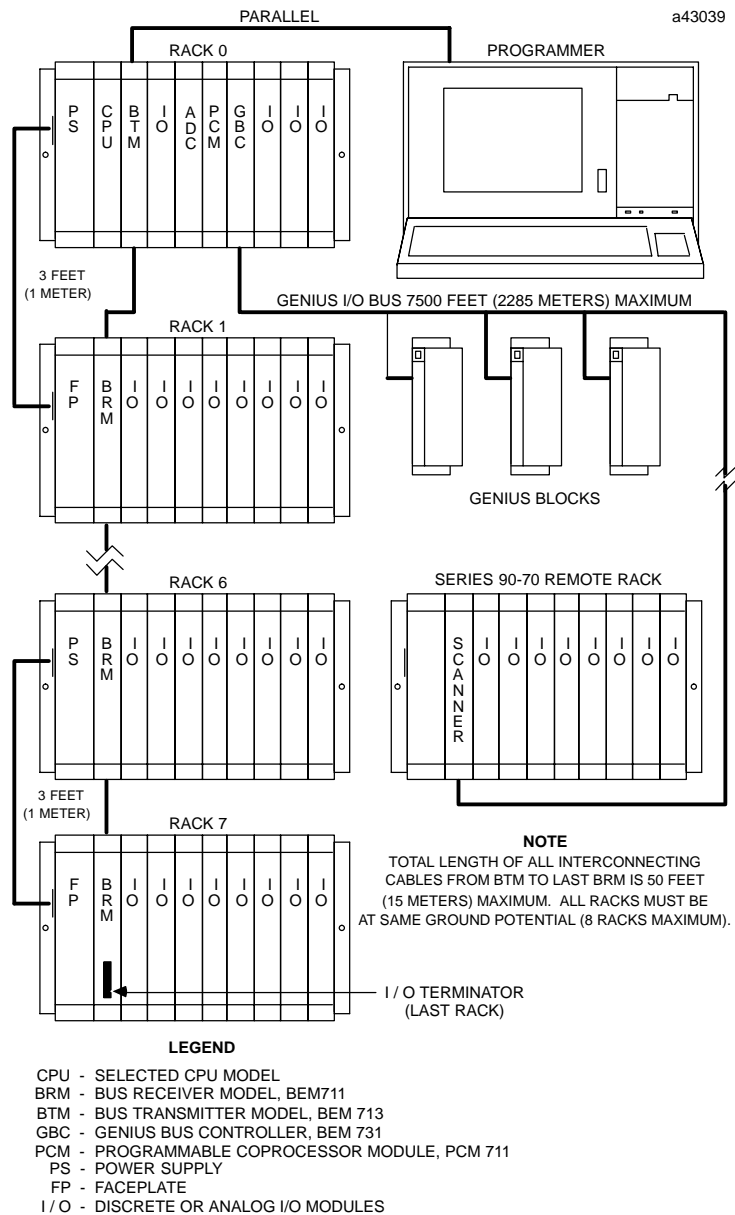 PARALLEL
a43039
RACK 0
PROGRAMMER
PS CPU BTM IO ADC PCM GBC IO IO IO
3 FEET
(1 METER)
GENIUS I/O BUS 7500 FEET (2285 METERS) MAXIMUM
RACK 1
FP BRM IO IO IO IO IO IO IO IO
GENIUS BLOCKS
RACK 6
PS BRM IO IO IO IO IO IO IO IO
SERIES 90-70 REMOTE RACK
SCANNER IO IO IO IO IO IO IO IO
3 FEET
(1 METER)
RACK 7
FP BRM IO IO IO IO IO IO IO IO
NOTE
TOTAL LENGTH OF ALL INTERCONNECTING
CABLES FROM BTM TO LAST BRM IS 50 FEET
(15 METERS) MAXIMUM. ALL RACKS MUST BE
AT SAME GROUND POTENTIAL (8 RACKS MAXIMUM).
I / O TERMINATOR
(LAST RACK)
LEGEND
CPU - SELECTED CPU MODEL
BRM - BUS RECEIVER MODEL, BEM711
BTM - BUS TRANSMITTER MODEL, BEM 713
GBC - GENIUS BUS CONTROLLER, BEM 731
PCM - PROGRAMMABLE COPROCESSOR MODULE, PCM 711
PS - POWER SUPPLY
FP - FACEPLATE
I / O - DISCRETE OR ANALOG I/O MODULES